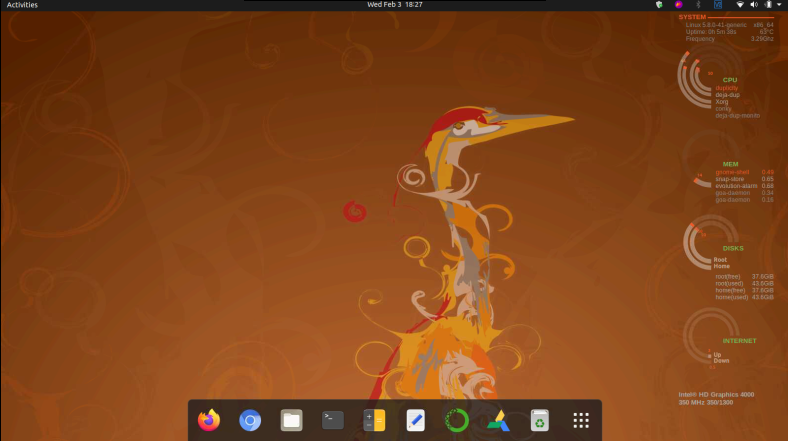 Activities
Wed Feb 3 18:27
SYSTEM
Linux 5.8.0-41-generic x86_64
Uptime: 0h 5m 38s 63°C
Frequency 3.29Ghz
CPU
duplicity
deja-dup
Xorg
conky
deja-dup-monito
MEM
gnome-shell 0.48
snap-store 0.65
evolution-alarm 0.68
goa-daemon 0.34
goa-daemon 0.16
DISKS
Root
Home
root(free) 37.6GiB
root(used) 43.6GiB
home(free) 37.6GiB
home(used) 43.6GiB
INTERNET
Up
Down
Intel® HD Graphics 4000
350 MHz 350/1300